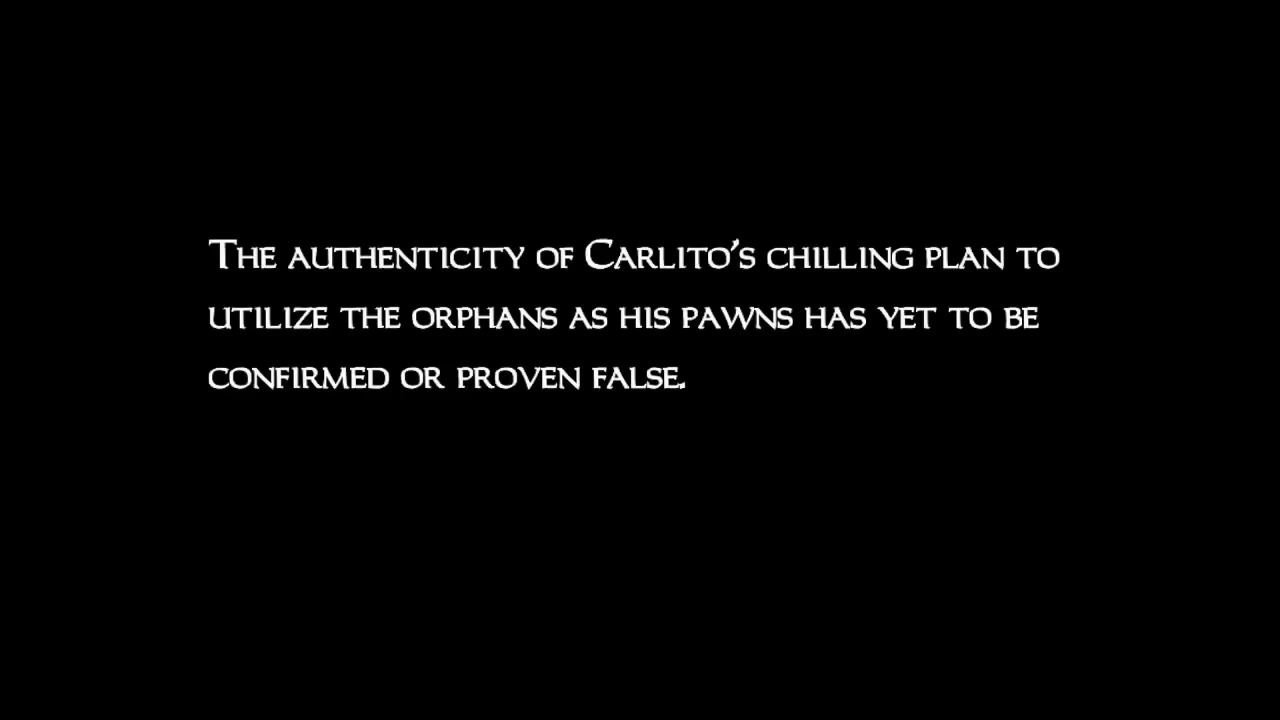 The authenticity of Carlito's chilling plan to
utilize the orphans as his pawns has yet to be
confirmed or proven false.